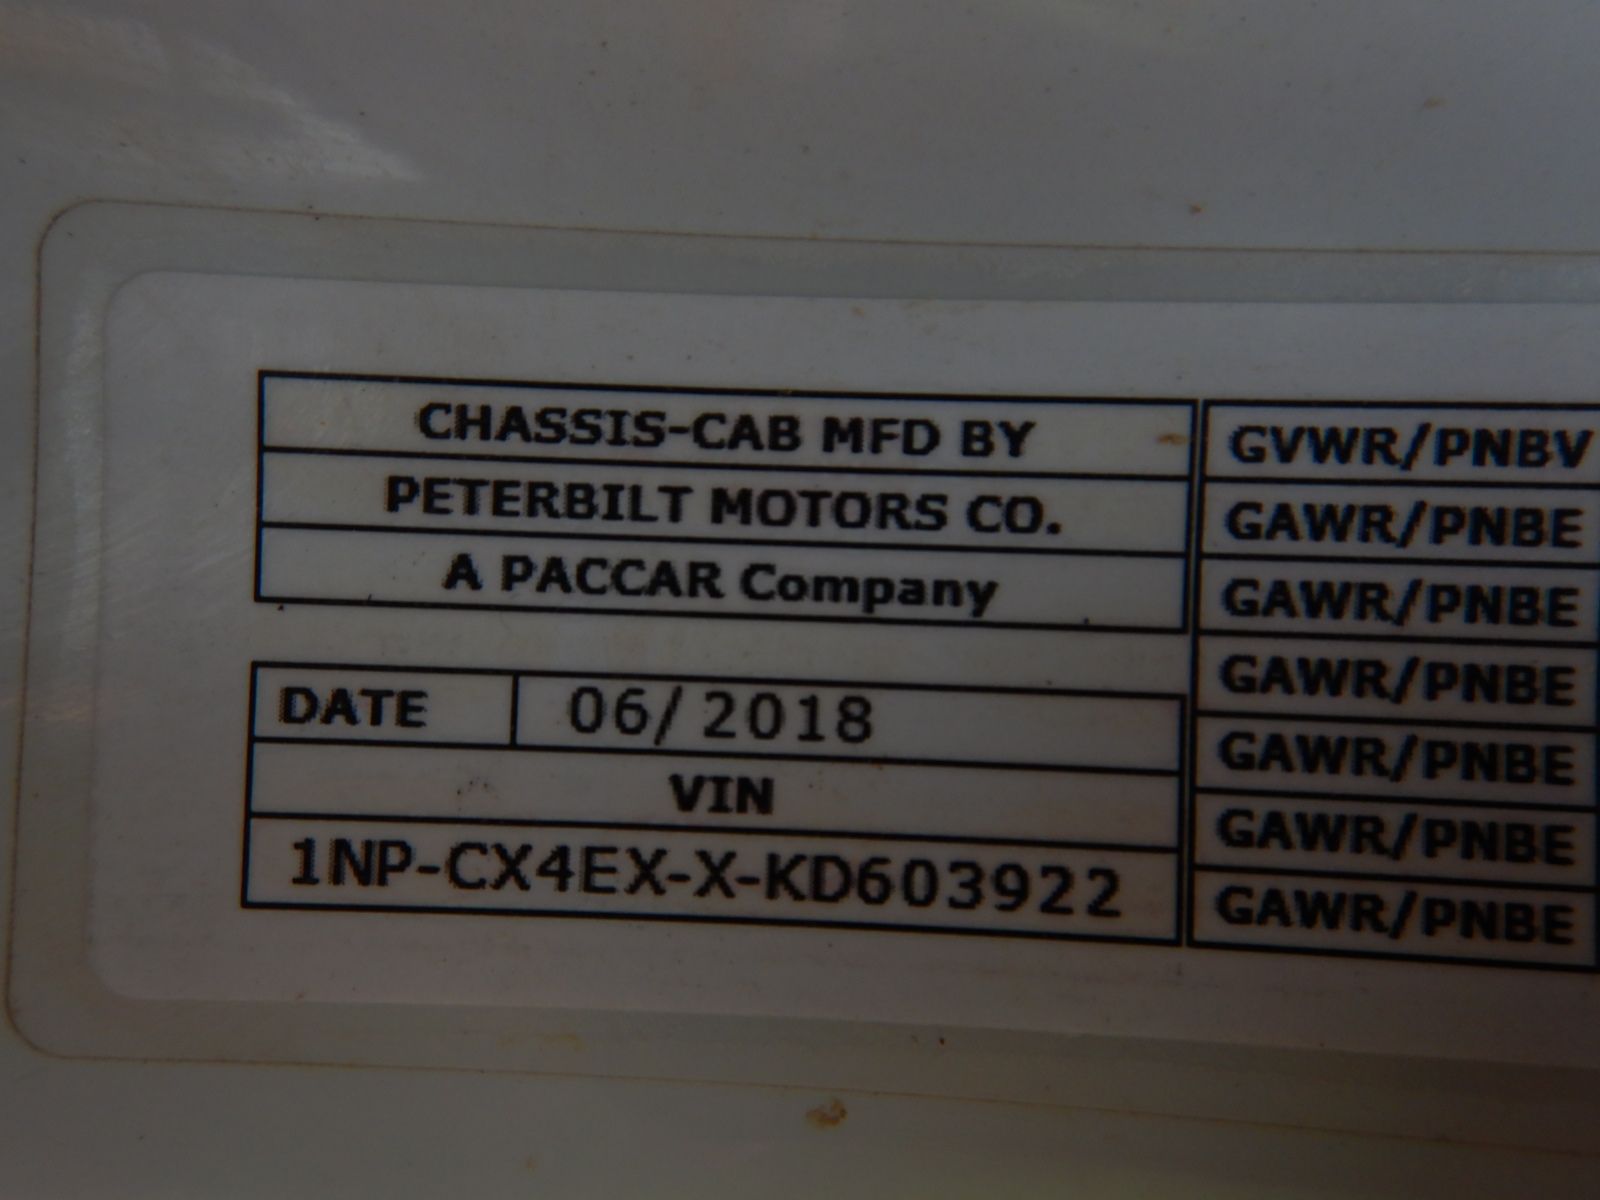 CHASSIS-CAB MFD BY
PETERBILT MOTORS CO.
A PACCAR Company
DATE 06/2018
VIN
1NP-CX4EX-X-KD603922
GVWR/PNBV
GAWR/PNBE
GAWR/PNBE
GAWR/PNBE
GAWR/PNBE
GAWR/PNBE
GAWR/PNBE